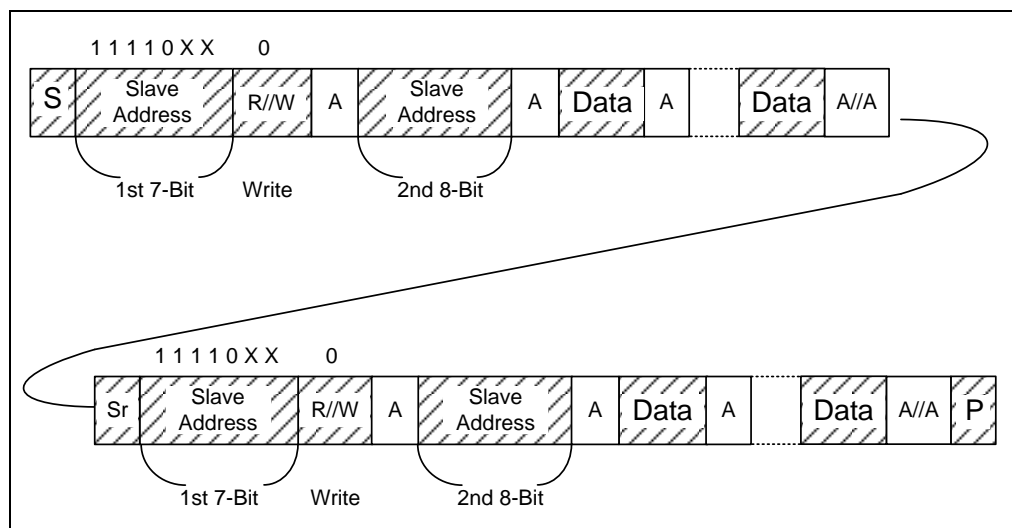 1 1 1 1 0 X X 0
S Slave Address R//W A Slave Address A Data A Data A//A
1st 7-Bit Write 2nd 8-Bit
1 1 1 1 0 X X 0
Sr Slave Address R//W A Slave Address A Data A Data A//A P
1st 7-Bit Write 2nd 8-Bit